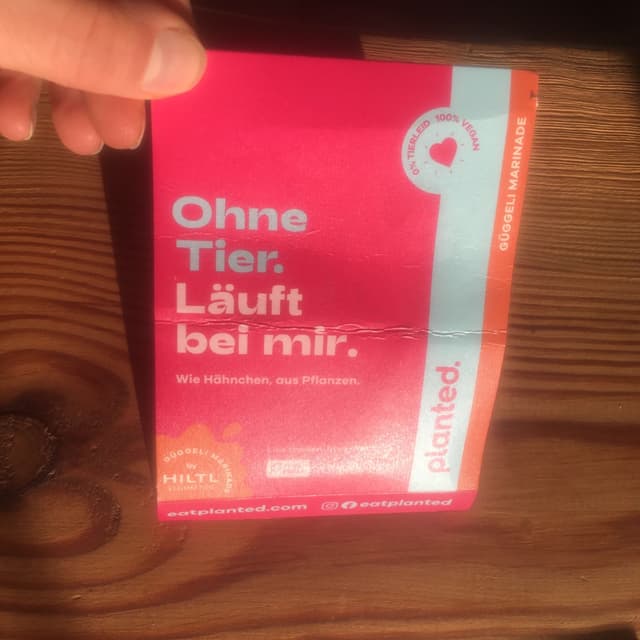 0% TIERLEID 100% VEGAN
GÜGGELI MARINADE
Ohne
Tier.
Läuft
bei mir.
Wie Hähnchen, aus Pflanzen.
planted.
GÜGGELI MARINADE
by
HILTL
eatplanted.com eatplanted